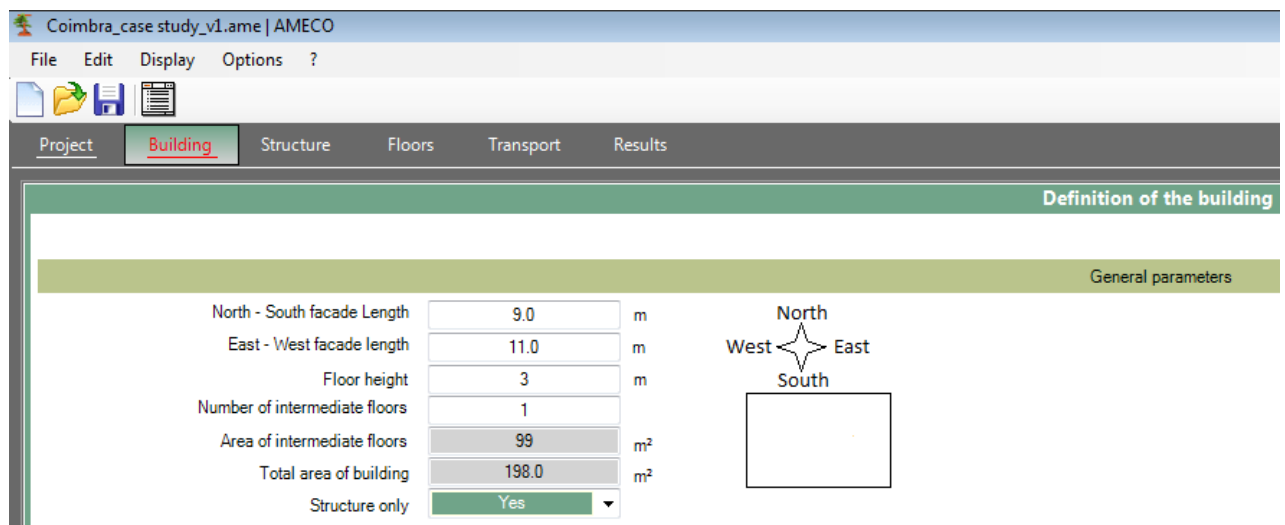 Coimbra_case study_v1.ame | AMECO
File Edit Display Options ?
Project Building Structure Floors Transport Results
Definition of the building
General parameters
North - South facade Length 9.0 m
East - West facade length 11.0 m
Floor height 3 m
Number of intermediate floors 1
Area of intermediate floors 99 m²
Total area of building 198.0 m²
Structure only Yes
North
West East
South